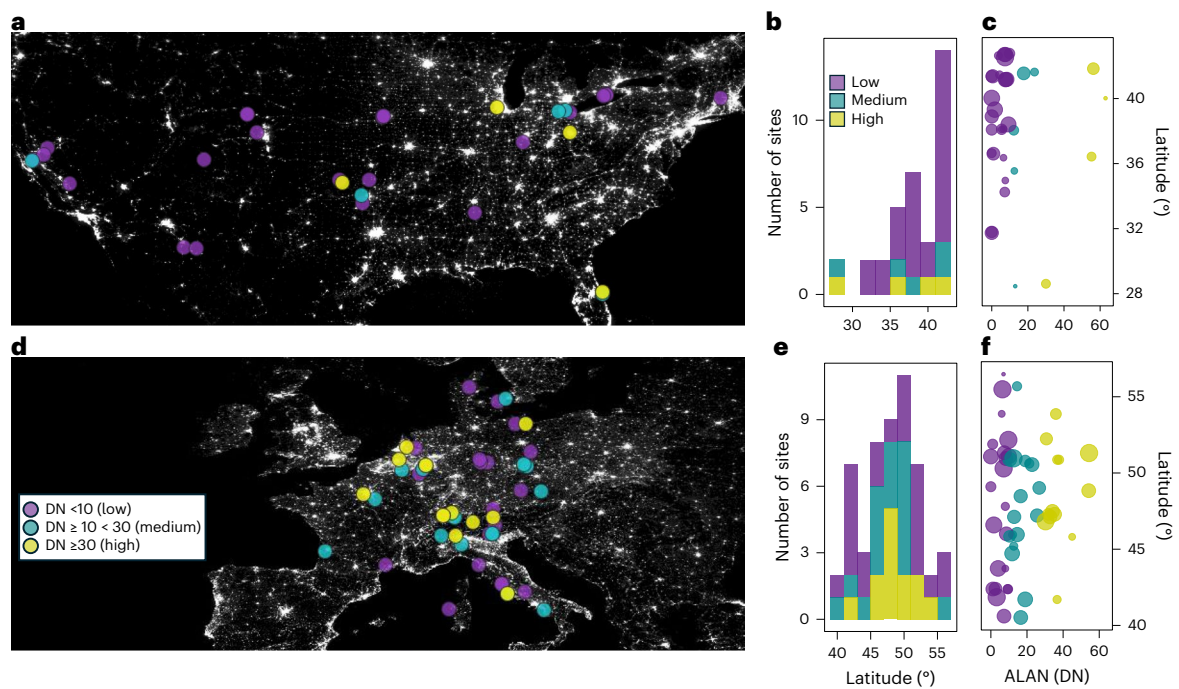 a
b
c
Low
Medium
High
Number of sites
10
5
0
30
35
40
40
36
32
28
Latitude (°)
0
20
40
60
d
e
f
DN <10 (low)
DN ≥ 10 < 30 (medium)
DN ≥30 (high)
Number of sites
9
6
3
0
40
45
50
55
Latitude (°)
55
50
45
40
Latitude (°)
0
20
40
60
ALAN (DN)